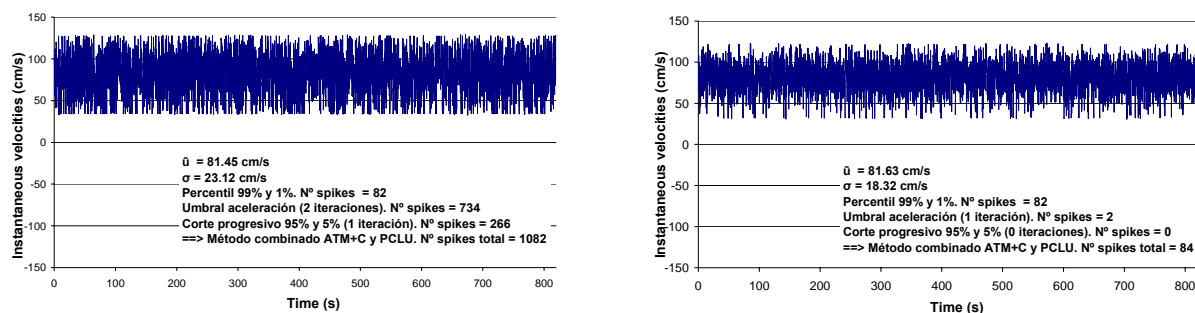 Instantaneous velocities (cm/s)
150
100
50
0
-50
-100
-150
ū = 81.45 cm/s
σ = 23.12 cm/s
Percentil 99% y 1%. Nº spikes = 82
Umbral aceleración (2 iteraciones). Nº spikes = 734
Corte progresivo 95% y 5% (1 iteración). Nº spikes = 266
==> Método combinado ATM+C y PCLU. Nº spikes total = 1082
0 100 200 300 400 500 600 700 800
Time (s)
Instantaneous velocities (cm/s)
150
100
50
0
-50
-100
-150
ū = 81.63 cm/s
σ = 18.32 cm/s
Percentil 99% y 1%. Nº spikes = 82
Umbral aceleración (1 iteración). Nº spikes = 2
Corte progresivo 95% y 5% (0 iteraciones). Nº spikes = 0
==> Método combinado ATM+C y PCLU. Nº spikes total = 84
0 100 200 300 400 500 600 700 800
Time (s)